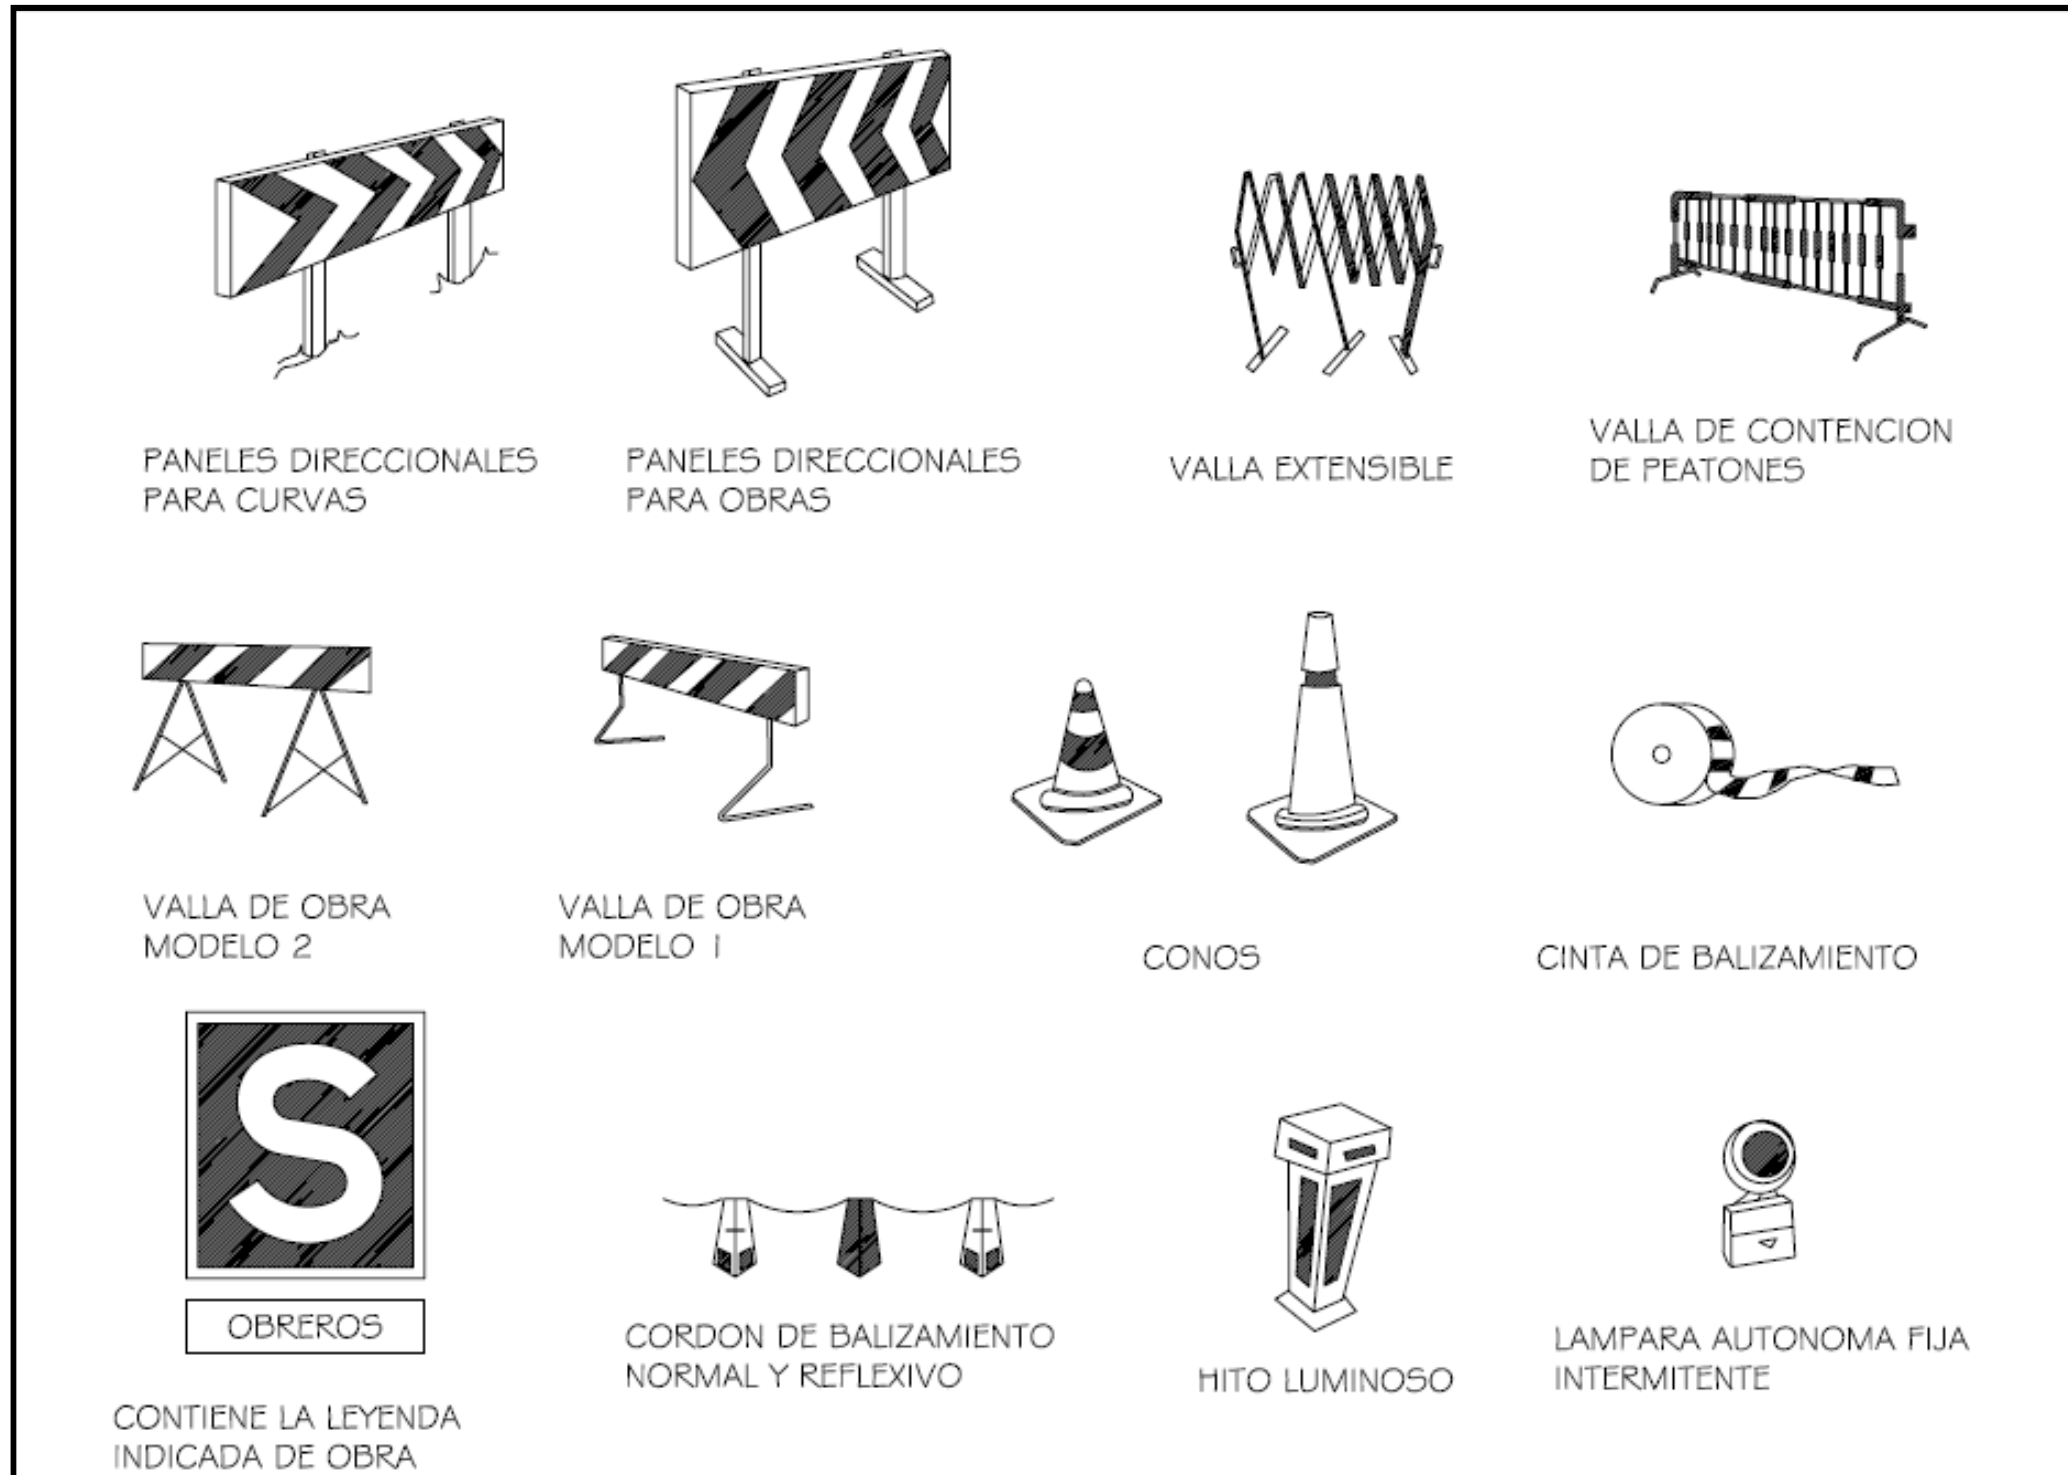 PANELES DIRECCIONALES
PARA CURVAS
PANELES DIRECCIONALES
PARA OBRAS
VALLA EXTENSIBLE
VALLA DE CONTENCION
DE PEATONES
VALLA DE OBRA
MODELO 2
VALLA DE OBRA
MODELO 1
CONOS
CINTA DE BALIZAMIENTO
S
OBREROS
CONTIENE LA LEYENDA
INDICADA DE OBRA
CORDON DE BALIZAMIENTO
NORMAL Y REFLEXIVO
HITO LUMINOSO
LAMPARA AUTONOMA FIJA
INTERMITENTE